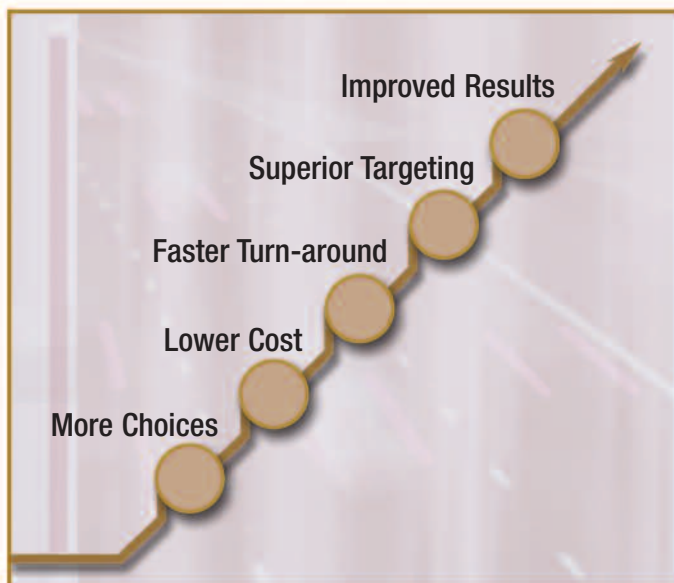 Improved Results
Superior Targeting
Faster Turn-around
Lower Cost
More Choices